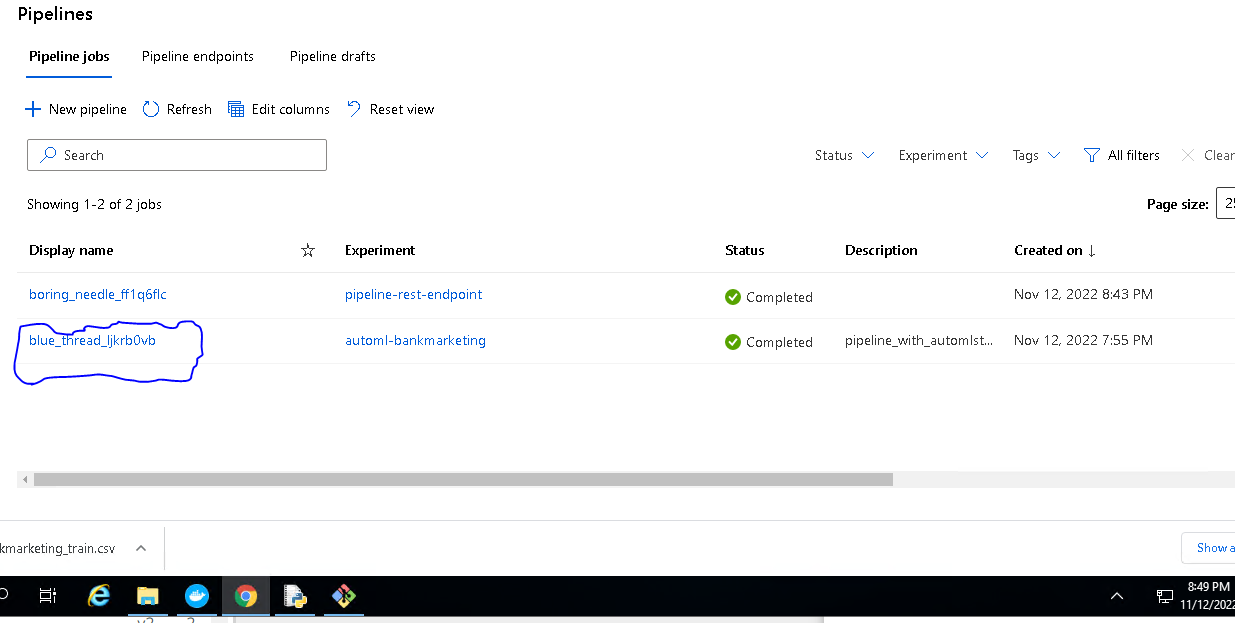 Pipelines
Pipeline jobs Pipeline endpoints Pipeline drafts
New pipeline Refresh Edit columns Reset view
Search Status Experiment Tags All filters Clear
Showing 1-2 of 2 jobs Page size: 25
Display name Experiment Status Description Created on ↓
boring_needle_ff1q6flc pipeline-rest-endpoint Completed Nov 12, 2022 8:43 PM
blue_thread_ljkrb0vb automl-bankmarketing Completed pipeline_with_automlst... Nov 12, 2022 7:55 PM
kmarketing_train.csv Show a
8:49 PM
11/12/2022